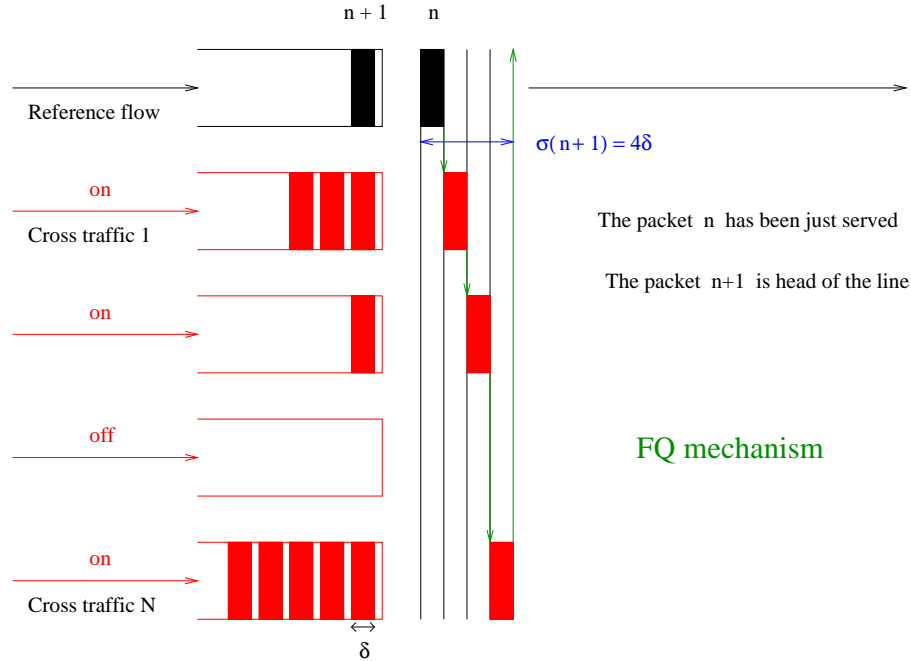 n + 1
n
Reference flow
σ(n+ 1) = 4δ
on
Cross traffic 1
The packet n has been just served
The packet n+1 is head of the line
on
off
FQ mechanism
on
Cross traffic N
δ